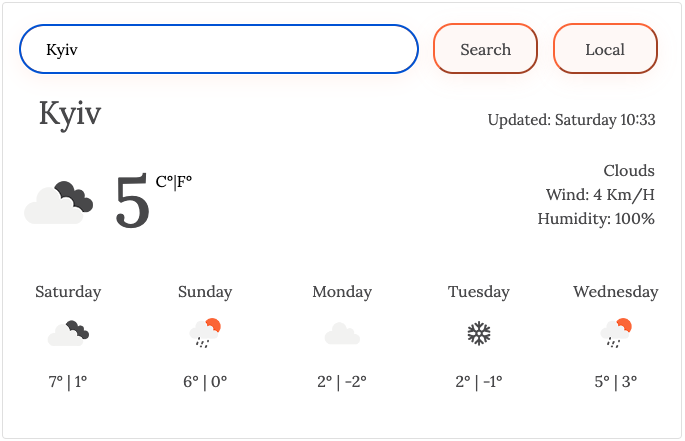 Kyiv
Search
Local
Kyiv
Updated: Saturday 10:33
5 C°|F°
Clouds
Wind: 4 Km/H
Humidity: 100%
Saturday Sunday Monday Tuesday Wednesday
7° | 1° 6° | 0° 2° | -2° 2° | -1° 5° | 3°